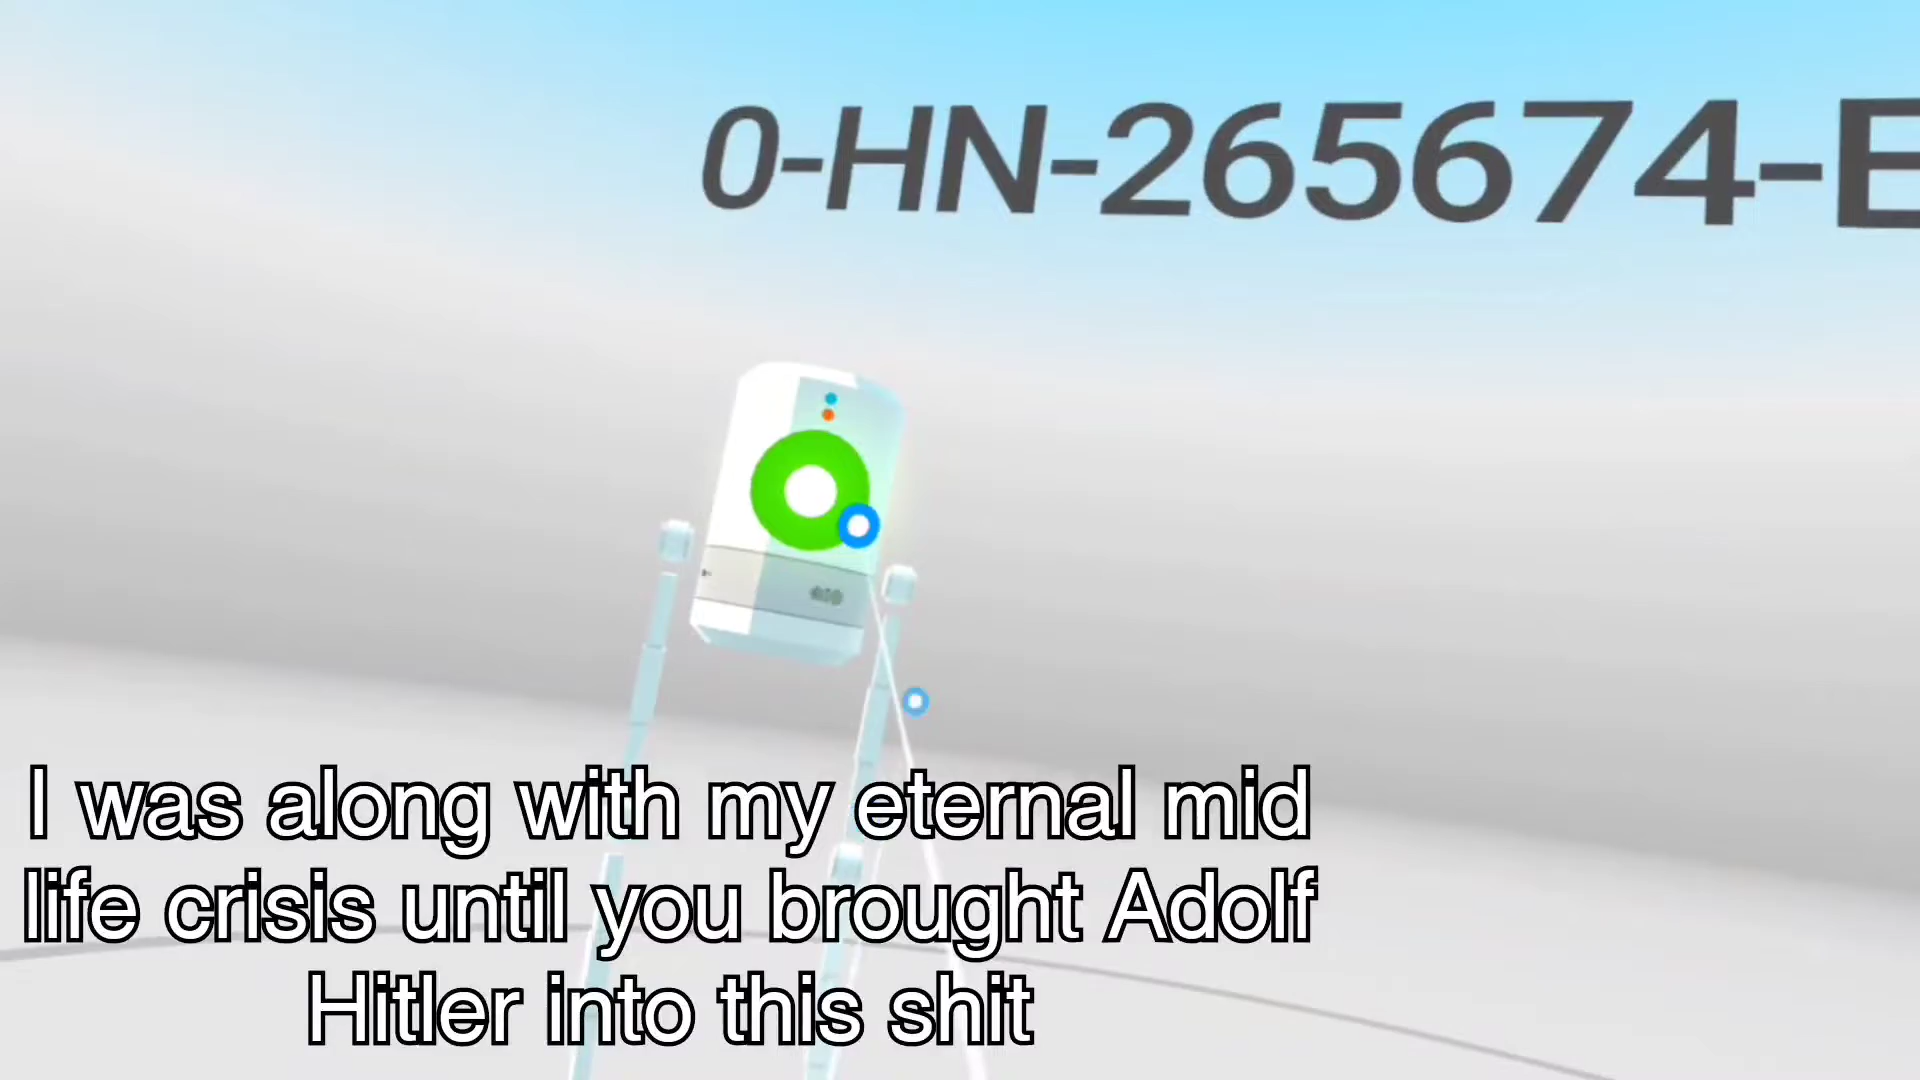 0-HN-265674-E
I was along with my eternal mid
life crisis until you brought Adolf
Hitler into this shit